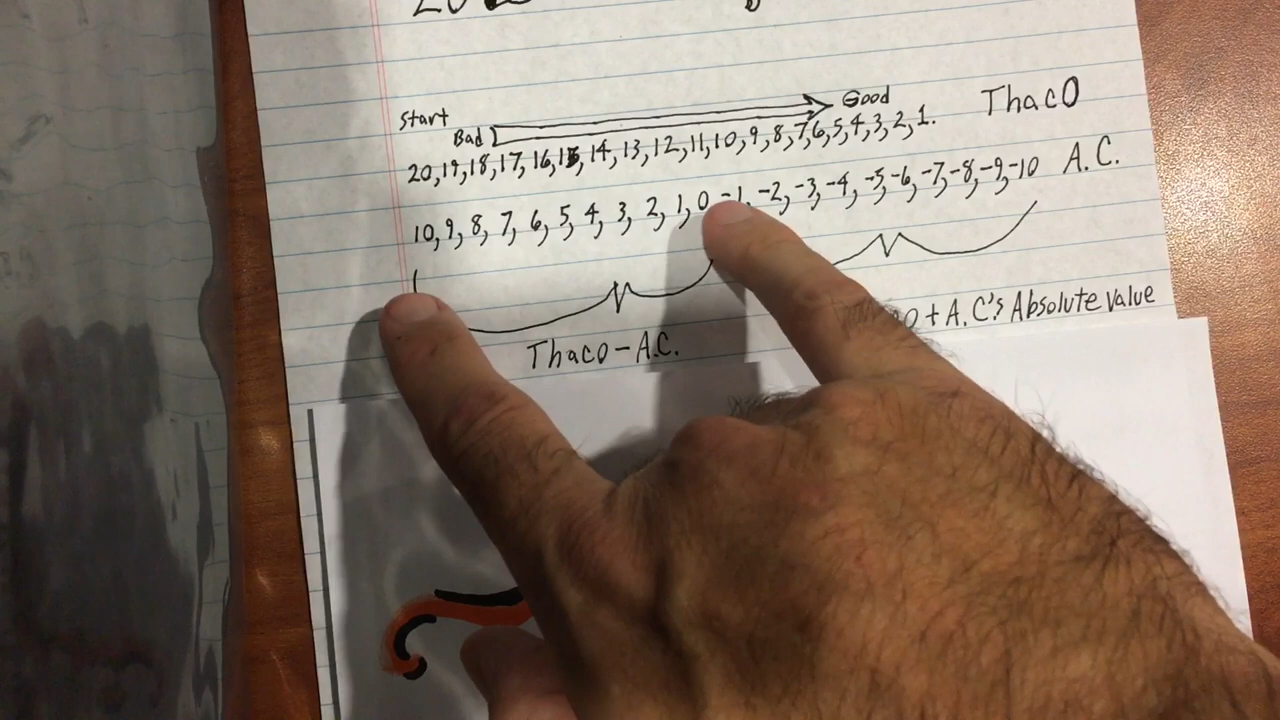 Start
Bad Good Thac0
20,19,18,17,16,15,14,13,12,11,10,9,8,7,6,5,4,3,2,1.
10,9,8,7,6,5,4,3,2,1,0,-1,-2,-3,-4,-5,-6,-7,-8,-9,-10 A.C.
+ A.C's Absolute value
Thac0-A.C.